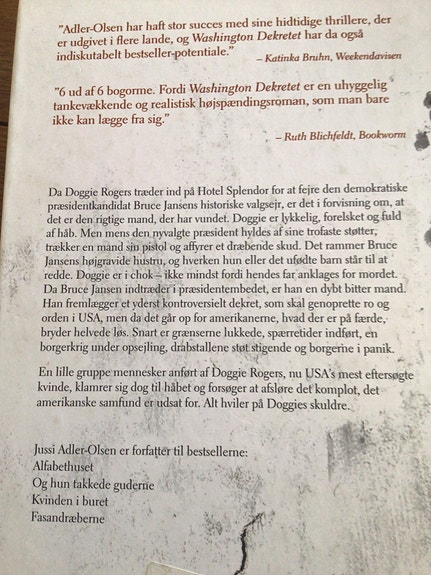 "Adler-Olsen har haft stor succes med sine hidtidige thrillere, der
er udgivet i flere lande, og Washington Dekretet har da også
indiskutabelt bestseller-potentiale."
– Katinka Bruhn, Weekendavisen
"6 ud af 6 bogorme. Fordi Washington Dekretet er en uhyggelig
tankevækkende og realistisk højspændingsroman, som man bare
ikke kan lægge fra sig."
– Ruth Blichfeldt, Bookworm
Da Doggie Rogers træder ind på Hotel Splendor for at fejre den demokratiske
præsidentkandidat Bruce Jansens historiske valgsejr, er det i forvisning om, at
det er den rigtige mand, der har vundet. Doggie er lykkelig, forelsket og fuld
af håb. Men mens den nyvalgte præsident hyldes af sine trofaste støtter,
trækker en mand sin pistol og affyrer et dræbende skud. Det rammer Bruce
Jansens højgravide hustru, og hverken hun eller det ufødte barn står til at
redde. Doggie er i chok – ikke mindst fordi hendes far anklages for mordet.
Da Bruce Jansen indtræder i præsidentembedet, er han en dybt bitter mand.
Han fremlægger et yderst kontroversielt dekret, som skal genoprette ro og
orden i USA, men da det går op for amerikanerne, hvad der er på færde,
bryder helvede løs. Snart er grænserne lukkede, spærretider indført, en
borgerkrig under opsejling, drabstallene støt stigende og borgerne i panik.
En lille gruppe mennesker anført af Doggie Rogers, nu USA's mest eftersøgte
kvinde, klamrer sig dog til håbet og forsøger at afsløre det komplot, det
amerikanske samfund er udsat for. Alt hviler på Doggies skuldre.
Jussi Adler-Olsen er forfatter til bestsellerne:
Alfabethuset
Og hun takkede guderne
Kvinden i buret
Fasandræberne